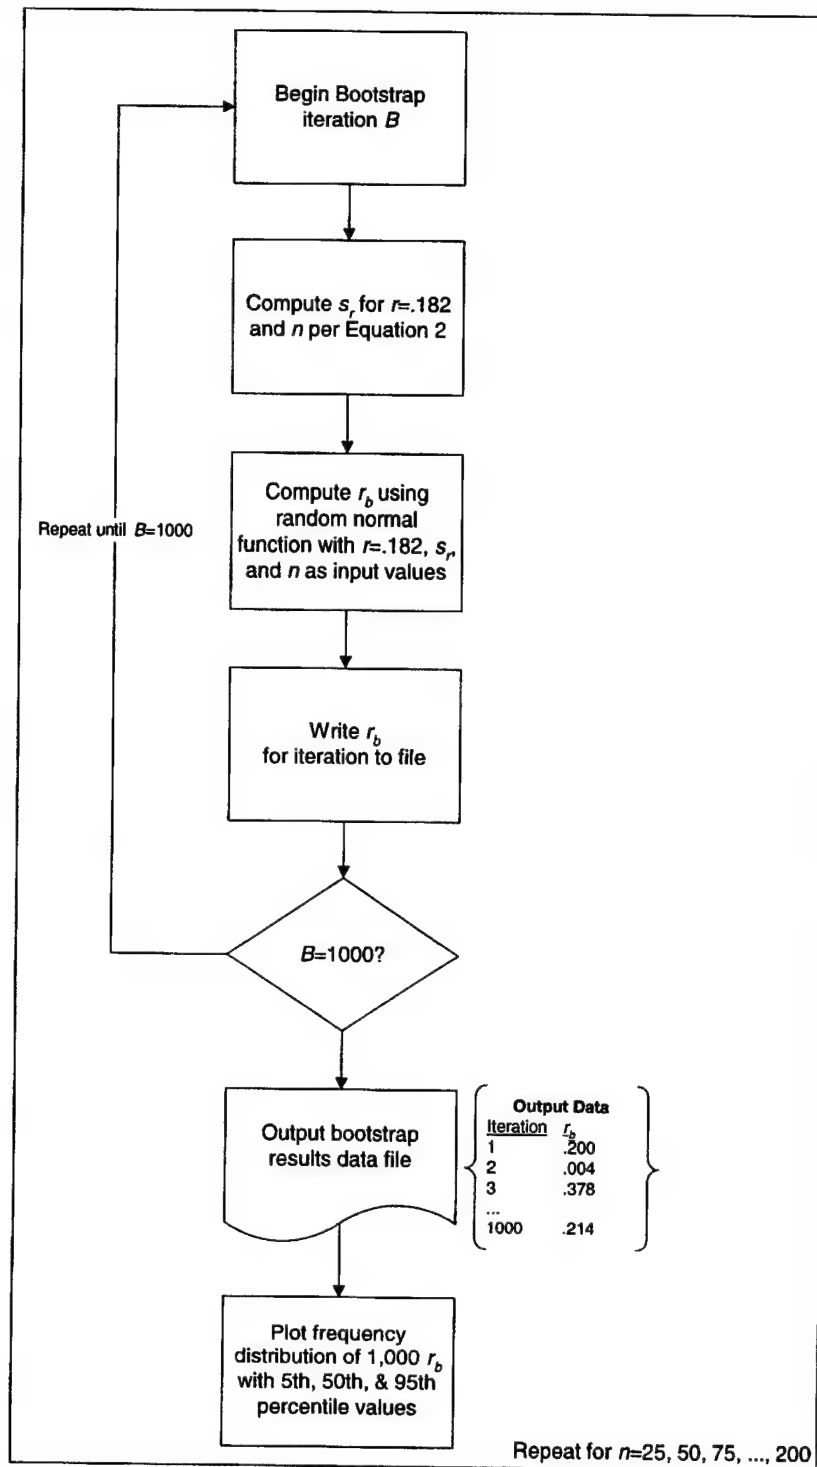 Begin Bootstrap
iteration B
Compute s_r for r=.182
and n per Equation 2
Compute r_b using
random normal
function with r=.182, s_r,
and n as input values
Repeat until B=1000
Write r_b
for iteration to file
B=1000?
Output bootstrap
results data file
Output Data
Iteration r_b
1 .200
2 .004
3 .378
...
1000 .214
Plot frequency
distribution of 1,000 r_b
with 5th, 50th, & 95th
percentile values
Repeat for n=25, 50, 75, ..., 200